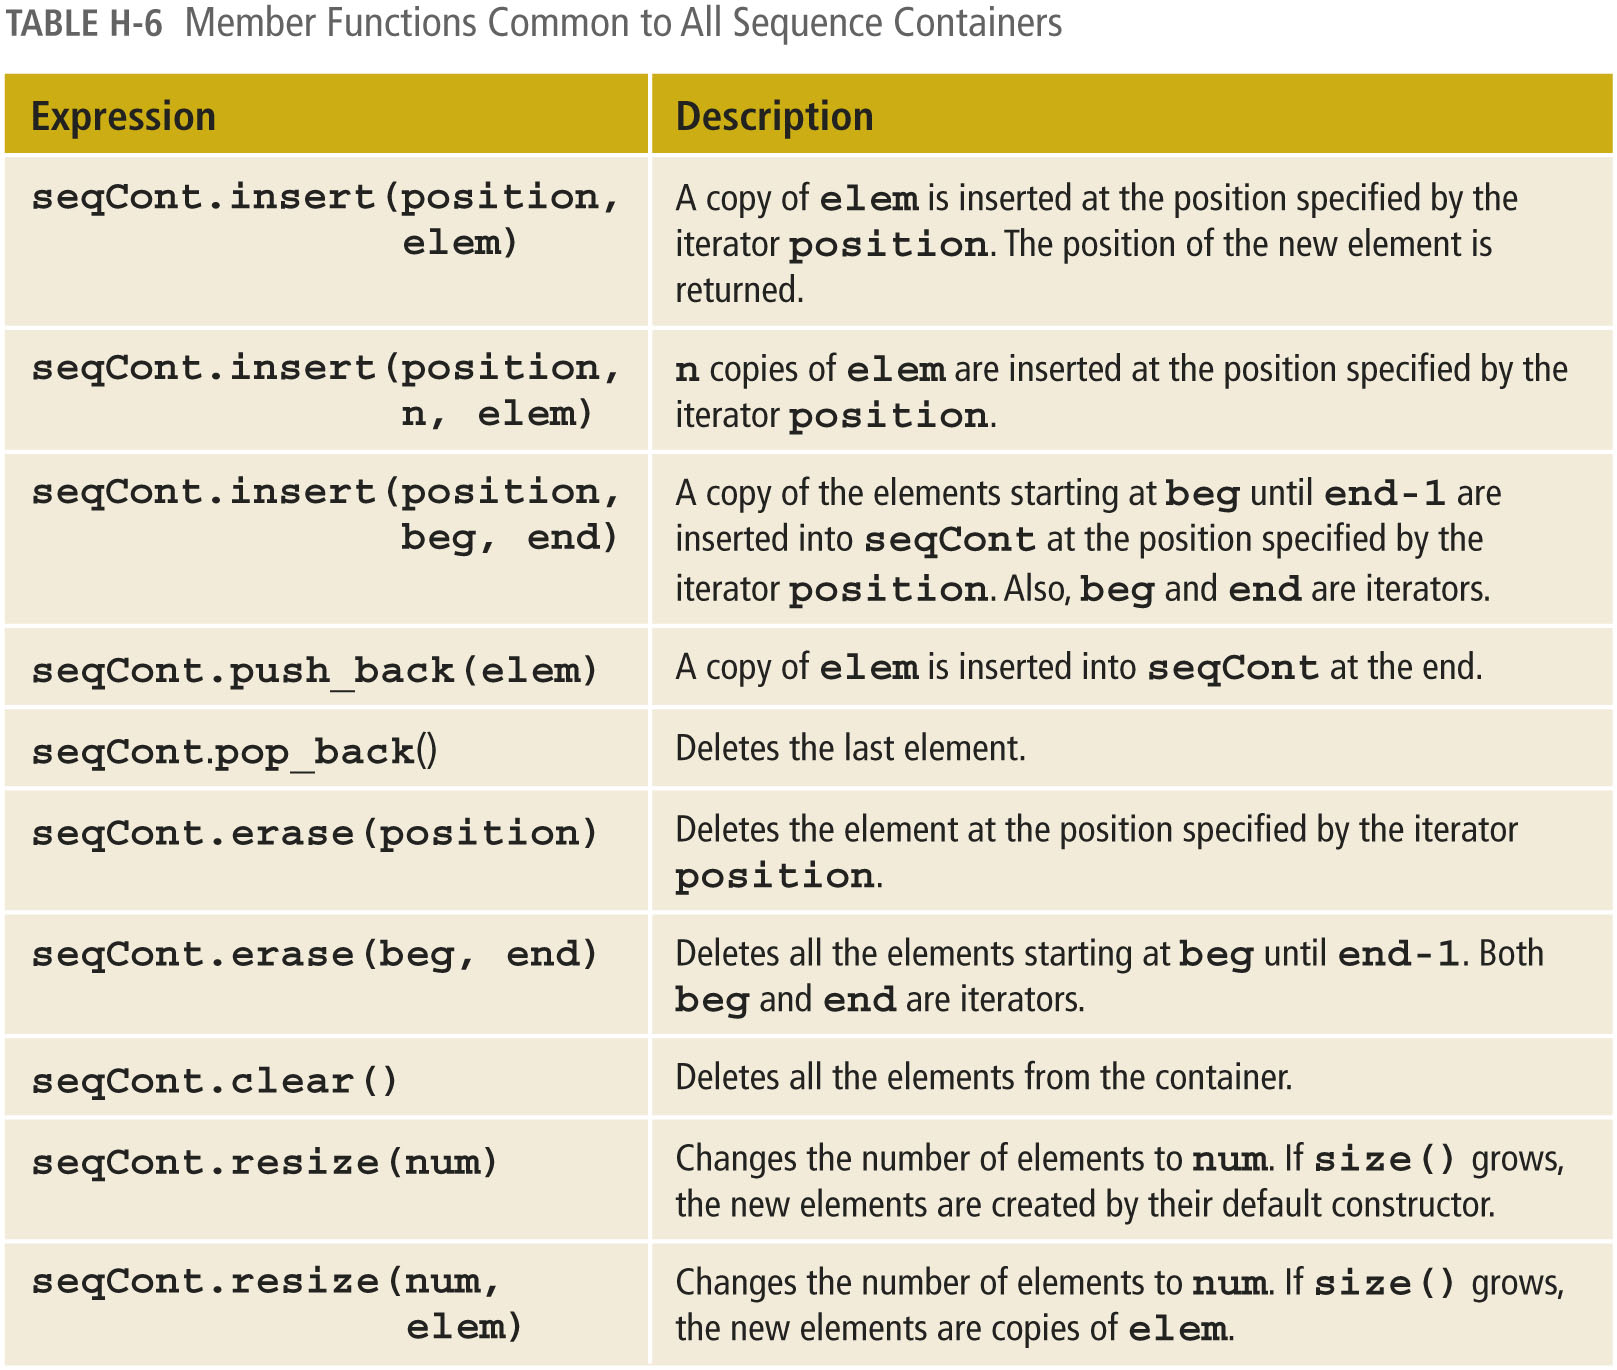 TABLE H-6 Member Functions Common to All Sequence Containers
Expression
Description
seqCont.insert(position,
elem)
A copy of elem is inserted at the position specified by the
iterator position. The position of the new element is
returned.
seqCont.insert(position,
n, elem)
n copies of elem are inserted at the position specified by the
iterator position.
seqCont.insert(position,
beg, end)
A copy of the elements starting at beg until end-1 are
inserted into seqCont at the position specified by the
iterator position. Also, beg and end are iterators.
seqCont.push_back(elem)
A copy of elem is inserted into seqCont at the end.
seqCont.pop_back()
Deletes the last element.
seqCont.erase(position)
Deletes the element at the position specified by the iterator
position.
seqCont.erase(beg, end)
Deletes all the elements starting at beg until end-1. Both
beg and end are iterators.
seqCont.clear()
Deletes all the elements from the container.
seqCont.resize(num)
Changes the number of elements to num. If size() grows,
the new elements are created by their default constructor.
seqCont.resize(num,
elem)
Changes the number of elements to num. If size() grows,
the new elements are copies of elem.